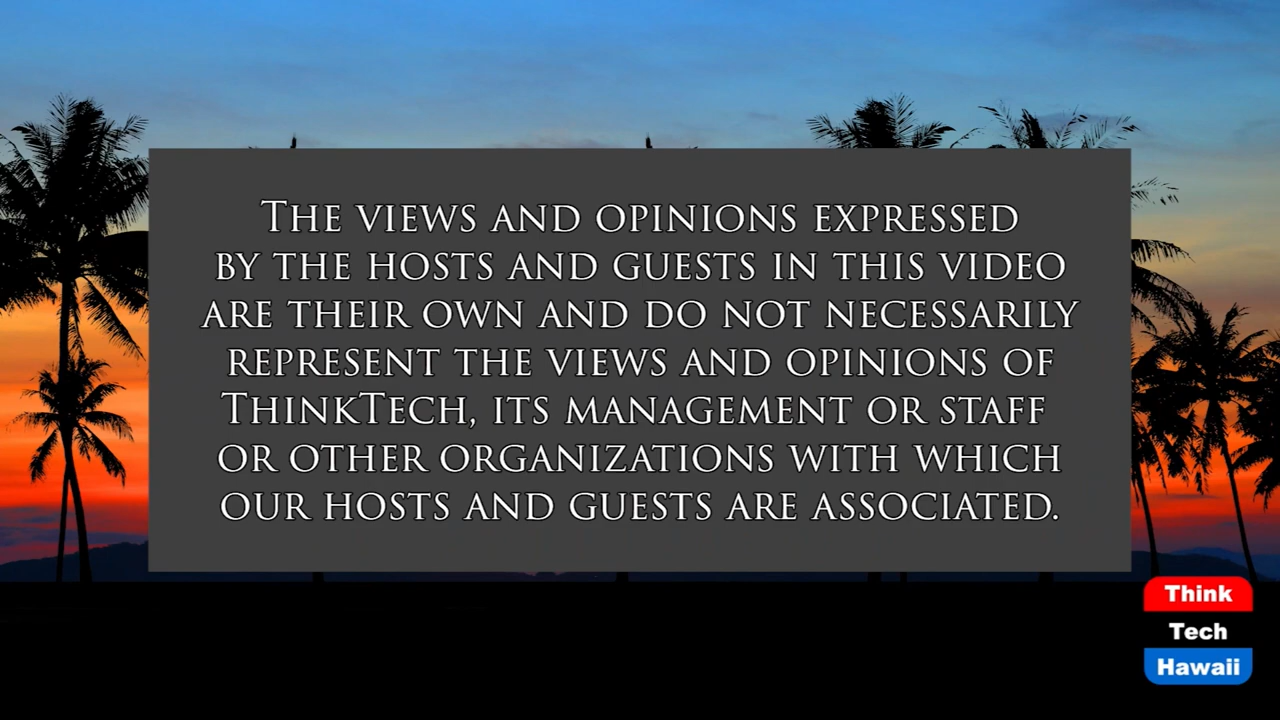 The views and opinions expressed
by the hosts and guests in this video
are their own and do not necessarily
represent the views and opinions of
ThinkTech, its management or staff
or other organizations with which
our hosts and guests are associated.
Think
Tech
Hawaii